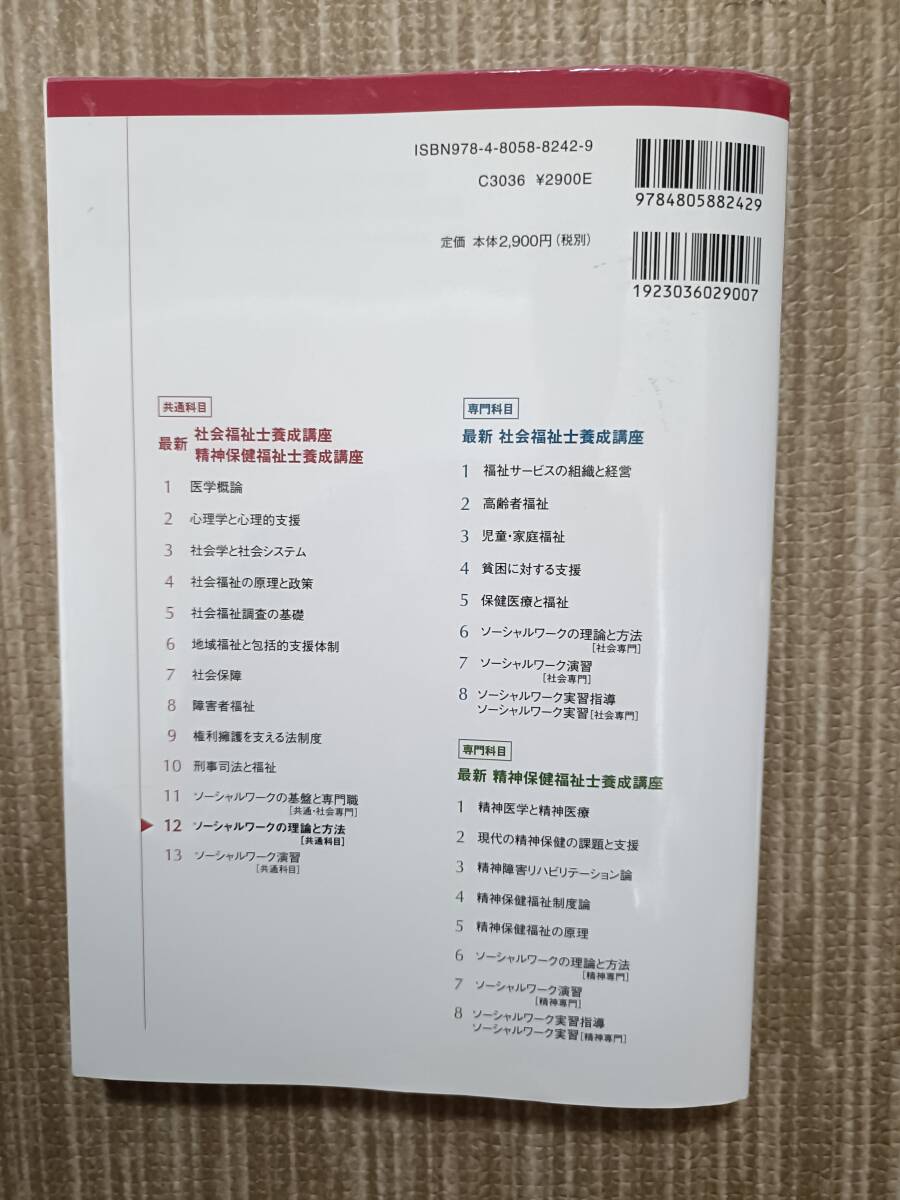 ISBN978-4-8058-8242-9
C3036 ¥2900E
定価 本体2,900円(税別)
9784805882429
1923036029007
共通科目
最新 社会福祉士養成講座
精神保健福祉士養成講座
1 医学概論
2 心理学と心理的支援
3 社会学と社会システム
4 社会福祉の原理と政策
5 社会福祉調査の基礎
6 地域福祉と包括的支援体制
7 社会保障
8 障害者福祉
9 権利擁護を支える法制度
10 刑事司法と福祉
11 ソーシャルワークの基盤と専門職
[共通・社会専門]
12 ソーシャルワークの理論と方法
[共通科目]
13 ソーシャルワーク演習
[共通科目]
専門科目
最新 社会福祉士養成講座
1 福祉サービスの組織と経営
2 高齢者福祉
3 児童・家庭福祉
4 貧困に対する支援
5 保健医療と福祉
6 ソーシャルワークの理論と方法
[社会専門]
7 ソーシャルワーク演習
[社会専門]
8 ソーシャルワーク実習指導
ソーシャルワーク実習[社会専門]
専門科目
最新 精神保健福祉士養成講座
1 精神医学と精神医療
2 現代の精神保健の課題と支援
3 精神障害リハビリテーション論
4 精神保健福祉制度論
5 精神保健福祉の原理
6 ソーシャルワークの理論と方法
[精神専門]
7 ソーシャルワーク演習
[精神専門]
8 ソーシャルワーク実習指導
ソーシャルワーク実習[精神専門]